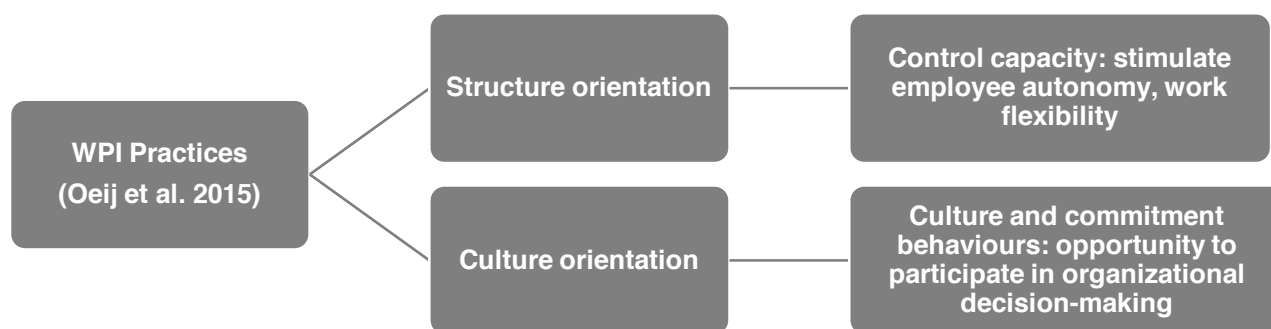 WPI Practices
(Oeij et al. 2015)
Structure orientation
Control capacity: stimulate
employee autonomy, work
flexibility
Culture orientation
Culture and commitment
behaviours: opportunity to
participate in organizational
decision-making